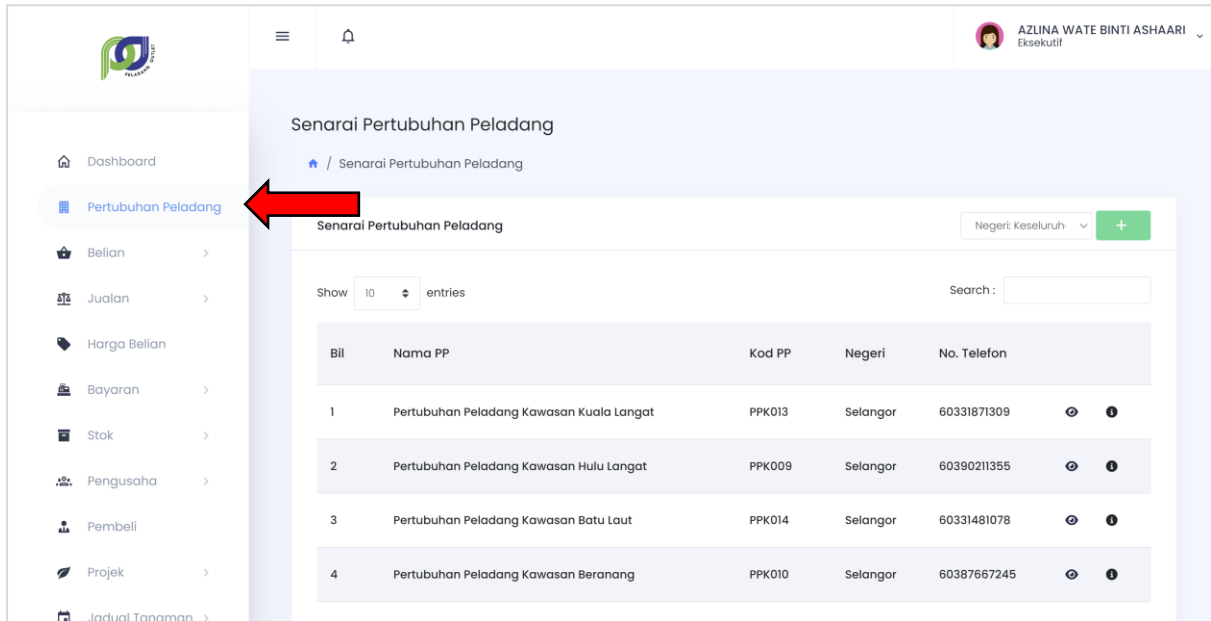 PELADANG OUTLET
AZLINA WATE BINTI ASHAARI
Eksekutif
Dashboard
Pertubuhan Peladang
Belian
Jualan
Harga Belian
Bayaran
Stok
Pengusaha
Pembeli
Projek
Jadual Tanaman
Senarai Pertubuhan Peladang
/ Senarai Pertubuhan Peladang
Senarai Pertubuhan Peladang
Negeri: Keseluruh
+
Show 10 entries
Search :
Bil Nama PP Kod PP Negeri No. Telefon
1 Pertubuhan Peladang Kawasan Kuala Langat PPK013 Selangor 60331871309
2 Pertubuhan Peladang Kawasan Hulu Langat PPK009 Selangor 60390211355
3 Pertubuhan Peladang Kawasan Batu Laut PPK014 Selangor 60331481078
4 Pertubuhan Peladang Kawasan Beranang PPK010 Selangor 60387667245